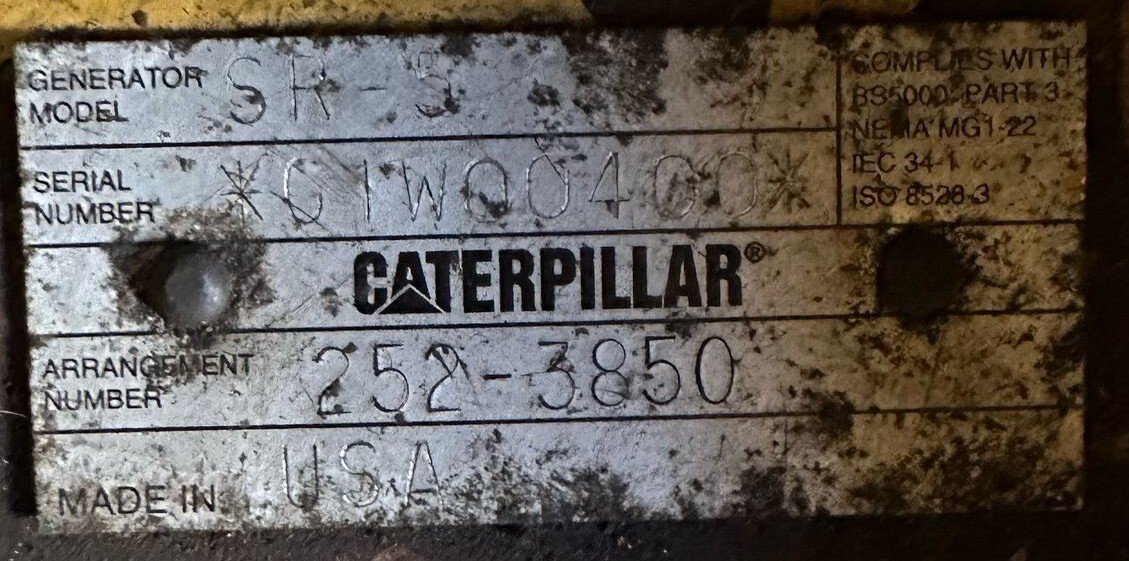 GENERATOR MODEL SR-5
SERIAL NUMBER *G1W00400*
COMPLIES WITH
BS5000 PART 3
NEMA MG1-22
IEC 34-1
ISO 8528-3
CATERPILLAR®
ARRANGEMENT NUMBER 252-3850
MADE IN USA